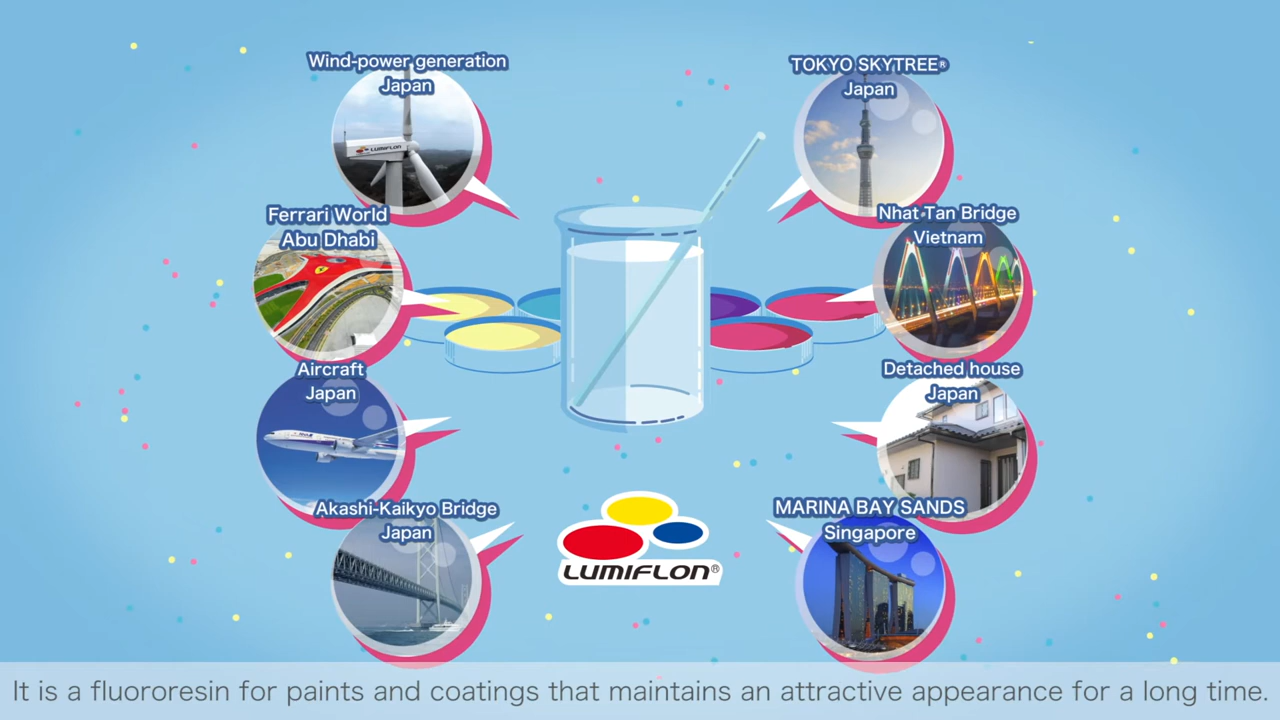 Wind-power generation
Japan
LUMIFLON
TOKYO SKYTREE®
Japan
Ferrari World
Abu Dhabi
Nhat Tan Bridge
Vietnam
Aircraft
Japan
Detached house
Japan
Akashi-Kaikyo Bridge
Japan
MARINA BAY SANDS
Singapore
LUMIFLON®
It is a fluororesin for paints and coatings that maintains an attractive appearance for a long time.